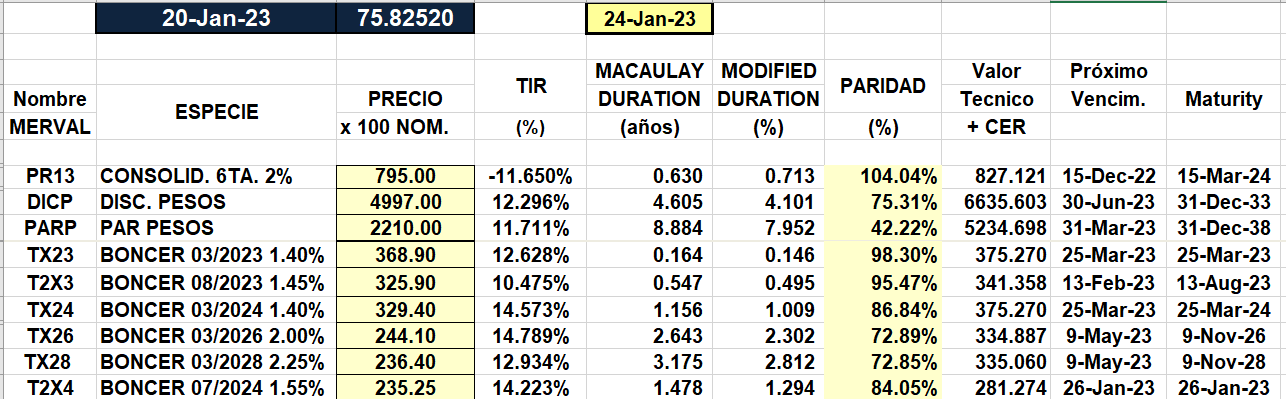 20-Jan-23 75.82520 24-Jan-23
MACAULAY MODIFIED Valor Próximo
TIR PARIDAD
Nombre PRECIO DURATION DURATION Tecnico Vencim. Maturity
ESPECIE
MERVAL x 100 NOM. (%) (años) (%) (%) + CER
PR13 CONSOLID. 6TA. 2% 795.00 -11.650% 0.630 0.713 104.04% 827.121 15-Dec-22 15-Mar-24
DICP DISC. PESOS 4997.00 12.296% 4.605 4.101 75.31% 6635.603 30-Jun-23 31-Dec-33
PARP PAR PESOS 2210.00 11.711% 8.884 7.952 42.22% 5234.698 31-Mar-23 31-Dec-38
TX23 BONCER 03/2023 1.40% 368.90 12.628% 0.164 0.146 98.30% 375.270 25-Mar-23 25-Mar-23
T2X3 BONCER 08/2023 1.45% 325.90 10.475% 0.547 0.495 95.47% 341.358 13-Feb-23 13-Aug-23
TX24 BONCER 03/2024 1.40% 329.40 14.573% 1.156 1.009 86.84% 375.270 25-Mar-23 25-Mar-24
TX26 BONCER 03/2026 2.00% 244.10 14.789% 2.643 2.302 72.89% 334.887 9-May-23 9-Nov-26
TX28 BONCER 03/2028 2.25% 236.40 12.934% 3.175 2.812 72.85% 335.060 9-May-23 9-Nov-28
T2X4 BONCER 07/2024 1.55% 235.25 14.223% 1.478 1.294 84.05% 281.274 26-Jan-23 26-Jan-23